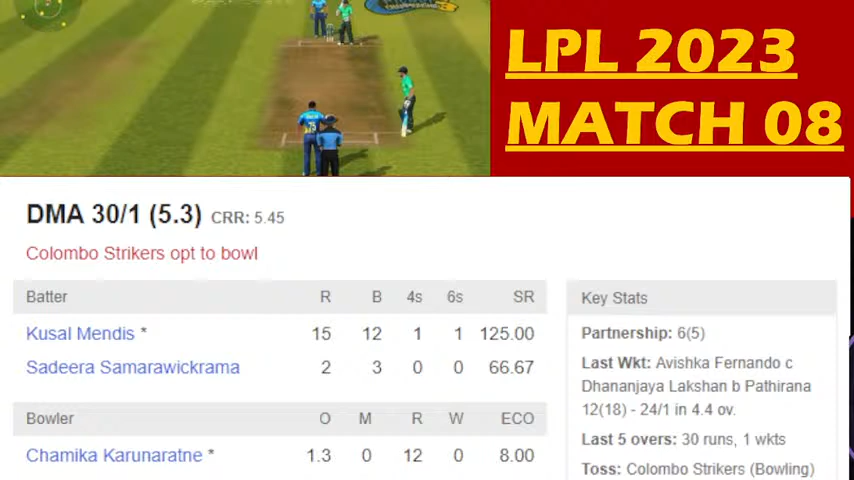 LPL 2023
MATCH 08
DMA 30/1 (5.3) CRR: 5.45
Colombo Strikers opt to bowl
Batter R B 4s 6s SR
Kusal Mendis * 15 12 1 1 125.00
Sadeera Samarawickrama 2 3 0 0 66.67
Bowler O M R W ECO
Chamika Karunaratne * 1.3 0 12 0 8.00
Key Stats
Partnership: 6(5)
Last Wkt: Avishka Fernando c
Dhananjaya Lakshan b Pathirana
12(18) - 24/1 in 4.4 ov.
Last 5 overs: 30 runs, 1 wkts
Toss: Colombo Strikers (Bowling)